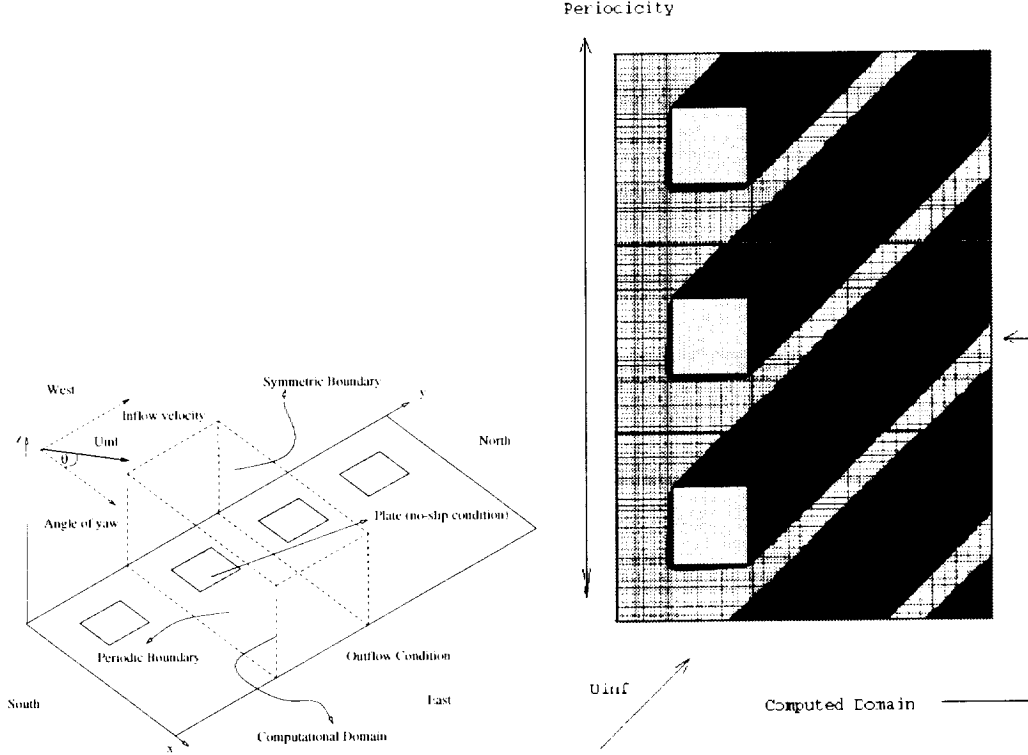 Periodicity
West
Inflow velocity
Symmetric Boundary
y
Uinf
θ
North
Angle of yaw
Plate (no-slip condition)
Periodic Boundary
Outflow Condition
South
East
x
Computational Domain
Uinf
Computed Domain